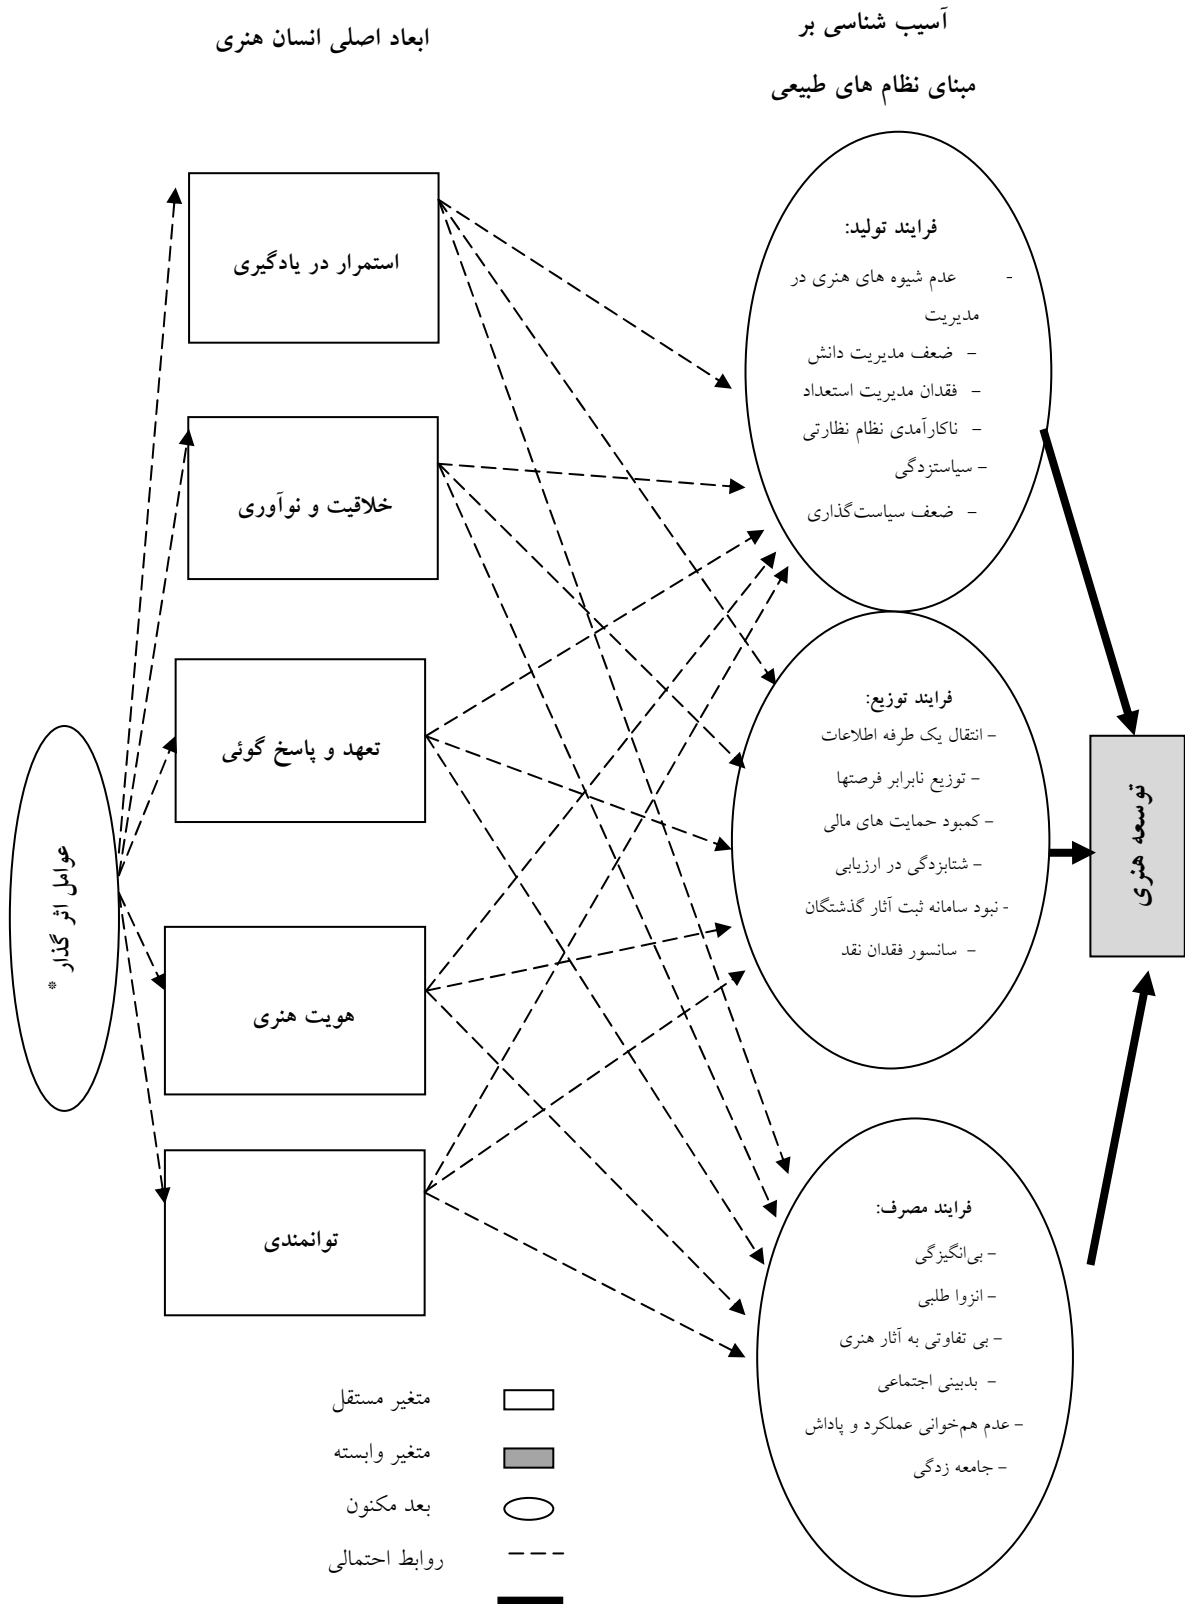 آسیب شناسی بر
مبنای نظام های طبیعی
ابعاد اصلی انسان هنری
فرایند تولید:
- عدم شیوه های هنری در
مدیریت
- ضعف مدیریت دانش
- فقدان مدیریت استعداد
- ناکارآمدی نظام نظارتی
- سیاستزدگی
- ضعف سیاست‌گذاری
فرایند توزیع:
- انتقال یک طرفه اطلاعات
- توزیع نابرابر فرصتها
- کمبود حمایت های مالی
- شتابزدگی در ارزیابی
- نبود سامانه ثبت آثار گذشتگان
- سانسور فقدان نقد
فرایند مصرف:
- بی‌انگیزگی
- انزوا طلبی
- بی تفاوتی به آثار هنری
- بدبینی اجتماعی
- عدم هم‌خوانی عملکرد و پاداش
- جامعه زدگی
توسعه هنری
استمرار در یادگیری
خلاقیت و نوآوری
تعهد و پاسخ گوئی
هویت هنری
توانمندی
عوامل اثر گذار *
متغیر مستقل
متغیر وابسته
بعد مکنون
روابط احتمالی